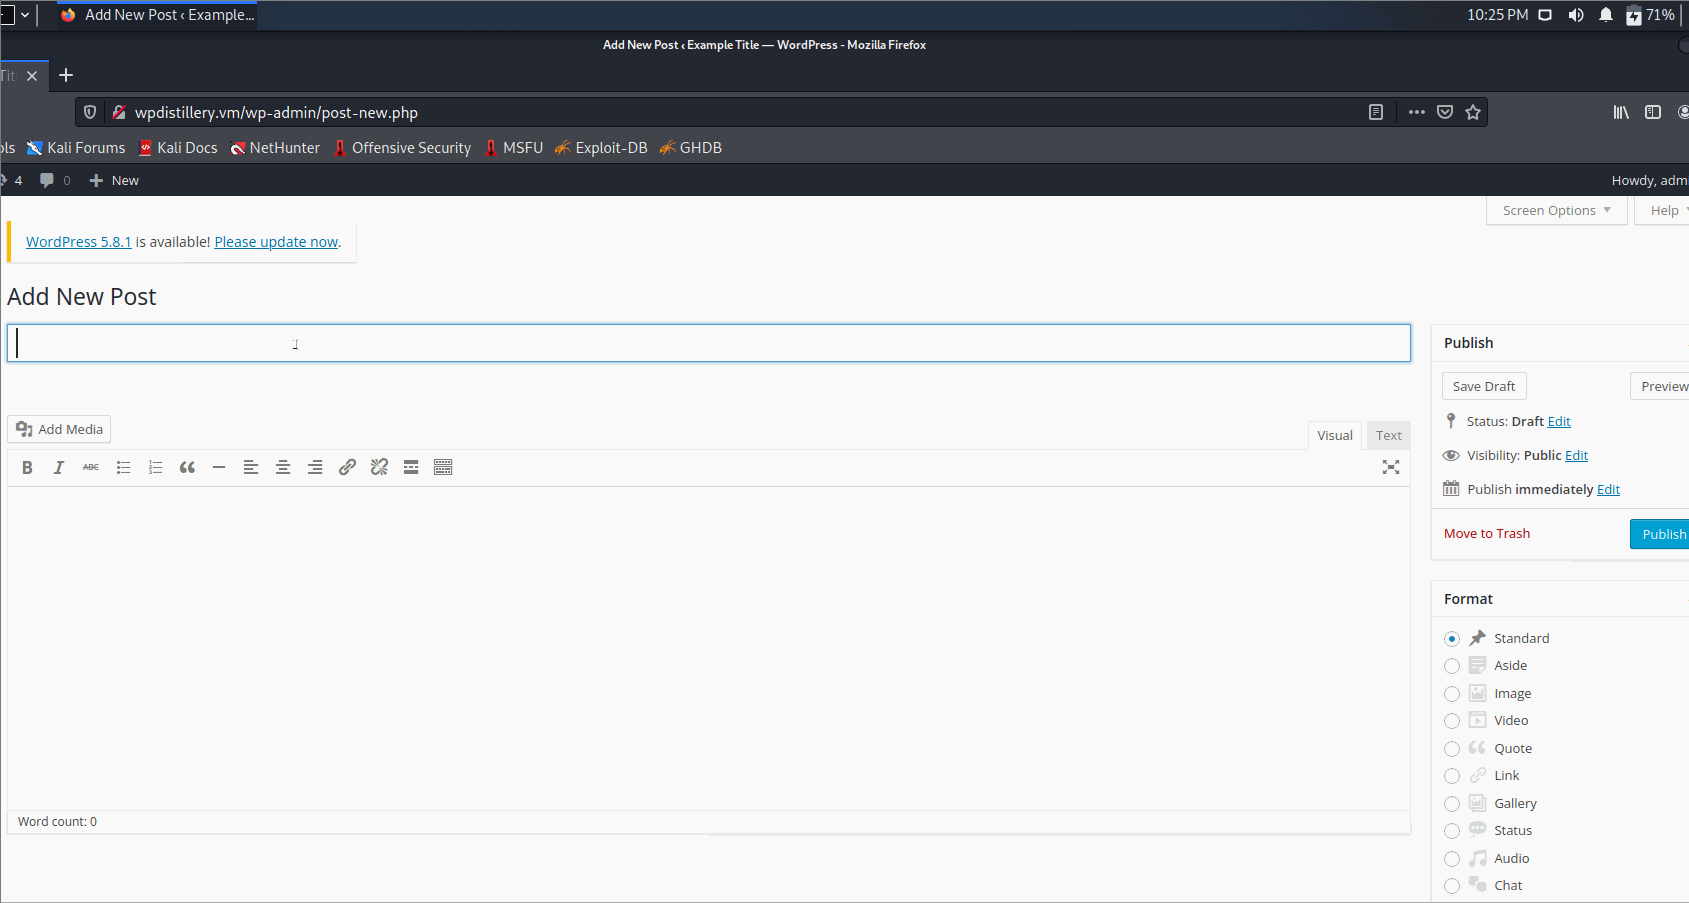 Add New Post ‹ Example...
10:25 PM
71%
Add New Post ‹ Example Title — WordPress - Mozilla Firefox
wpdistillery.vm/wp-admin/post-new.php
Kali Forums
Kali Docs
NetHunter
Offensive Security
MSFU
Exploit-DB
GHDB
4
0
New
Howdy, adm
Screen Options
Help
WordPress 5.8.1 is available! Please update now.
Add New Post
Publish
Save Draft
Preview
Status: Draft Edit
Visibility: Public Edit
Publish immediately Edit
Move to Trash
Publish
Add Media
Visual
Text
B
I
ABC
Word count: 0
Format
Standard
Aside
Image
Video
Quote
Link
Gallery
Status
Audio
Chat